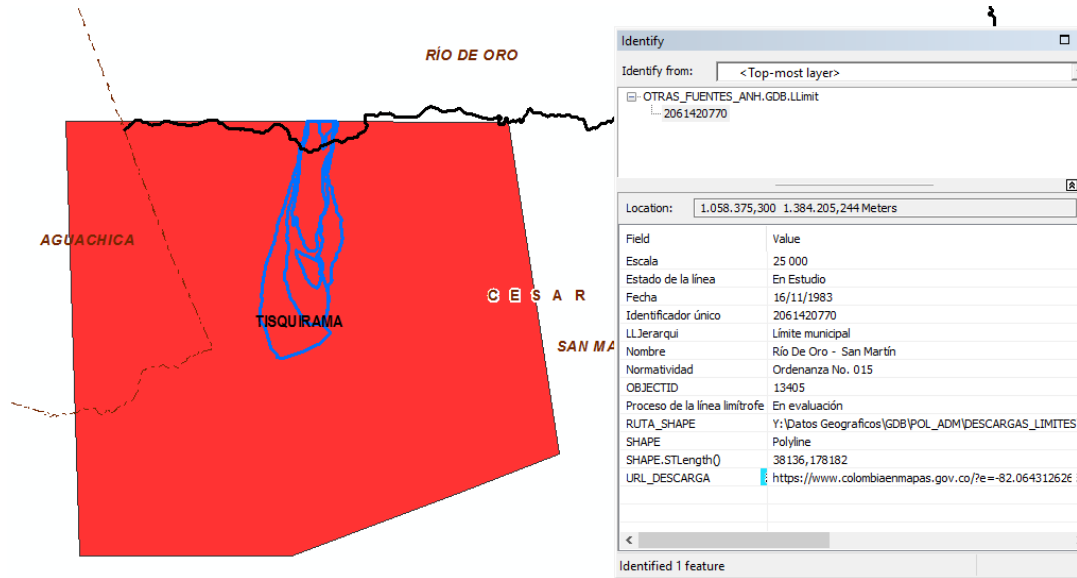 RÍO DE ORO
AGUACHICA
C E S A R
TISQUIRAMA
SAN MA
Identify
Identify from: <Top-most layer>
OTRAS_FUENTES_ANH.GDB.LLimit
2061420770
Location: 1.058.375,300 1.384.205,244 Meters
Field Value
Escala 25 000
Estado de la línea En Estudio
Fecha 16/11/1983
Identificador único 2061420770
LLJerarqui Límite municipal
Nombre Río De Oro - San Martín
Normatividad Ordenanza No. 015
OBJECTID 13405
Proceso de la línea limítrofe En evaluación
RUTA_SHAPE Y:\Datos Geograficos\GDB\POL_ADM\DESCARGAS_LIMITES
SHAPE Polyline
SHAPE.STLength() 38136,178182
URL_DESCARGA https://www.colombiaenmapas.gov.co/?e=-82.064312626
Identified 1 feature